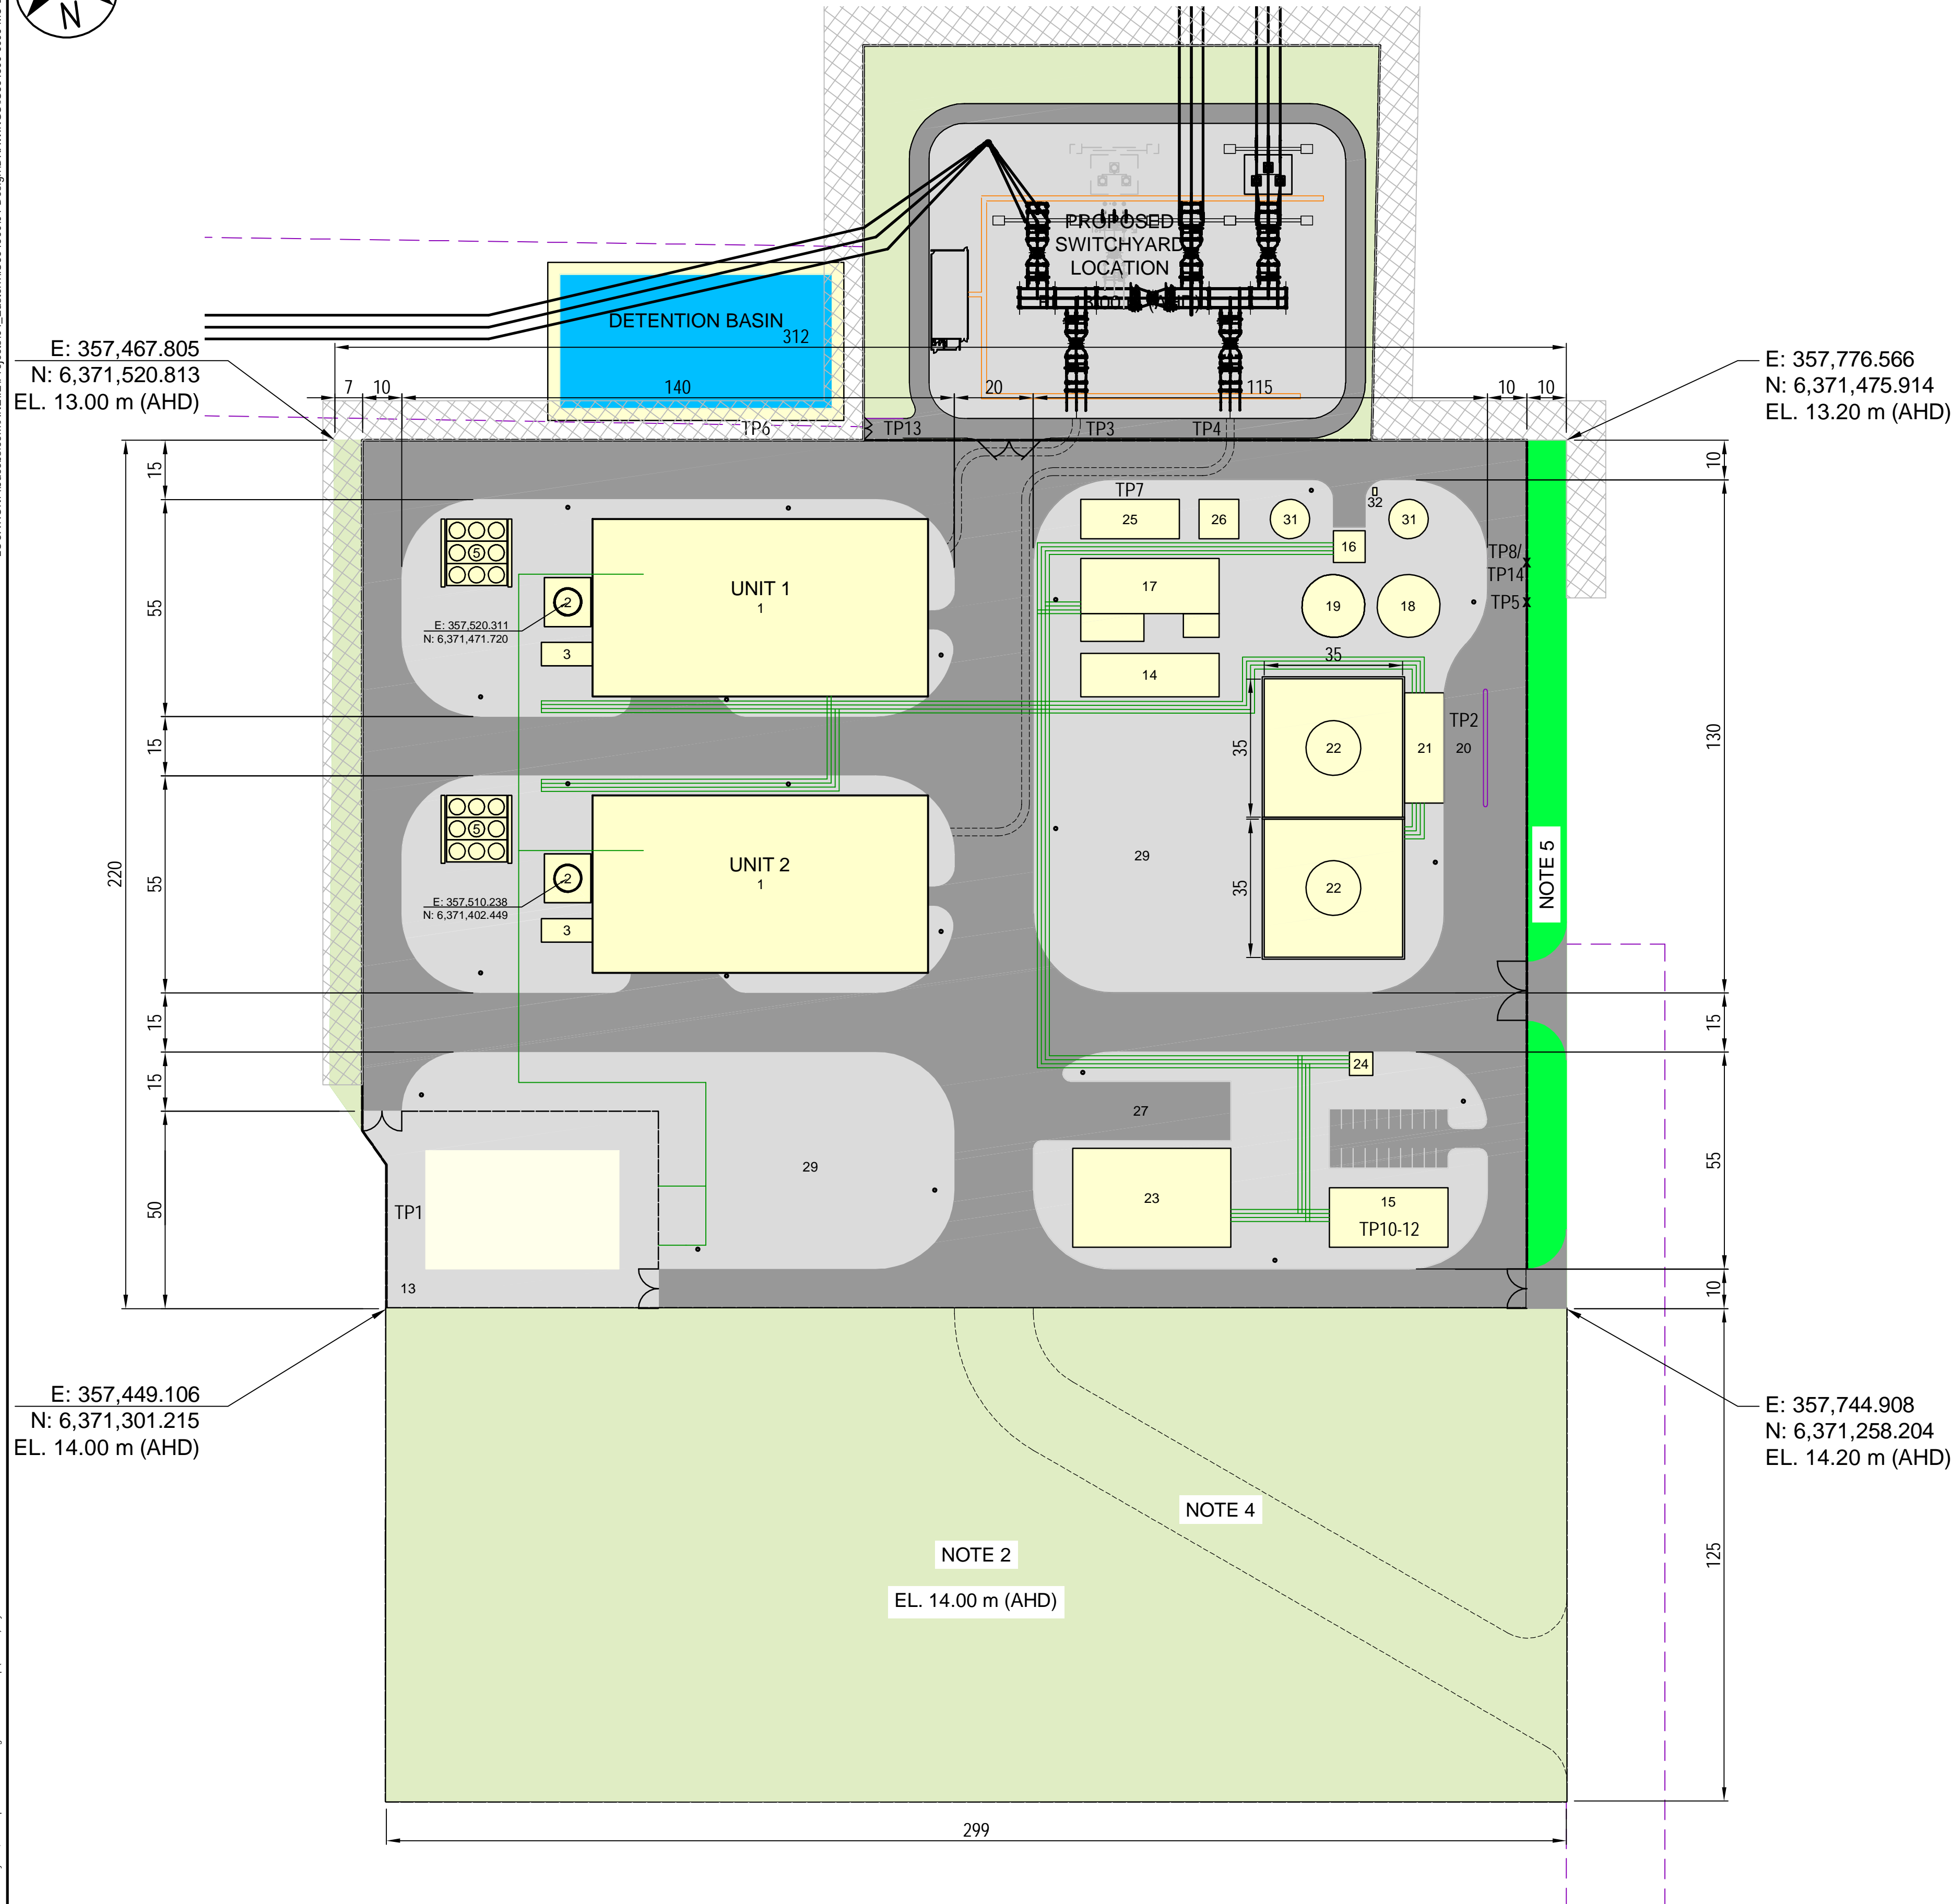 N
PROPOSED
SWITCHYARD
LOCATION
DETENTION BASIN
312
E: 357,467.805
N: 6,371,520.813
EL. 13.00 m (AHD)
E: 357,776.566
N: 6,371,475.914
EL. 13.20 m (AHD)
7
10
140
20
115
10
10
TP6
TP13
TP3
TP4
15
10
TP7
25
26
31
32
31
16
TP8/
TP14
TP5
5
UNIT 1
1
2
E: 357,520.311
N: 6,371,471.720
3
55
17
19
18
14
35
35
22
21
TP2
20
130
15
5
UNIT 2
1
2
E: 357,510.238
N: 6,371,402.449
3
55
220
29
35
22
NOTE 5
15
15
15
24
27
29
23
15
TP10-12
55
50
TP1
13
10
E: 357,449.106
N: 6,371,301.215
EL. 14.00 m (AHD)
E: 357,744.908
N: 6,371,258.204
EL. 14.20 m (AHD)
NOTE 4
NOTE 2
EL. 14.00 m (AHD)
125
299